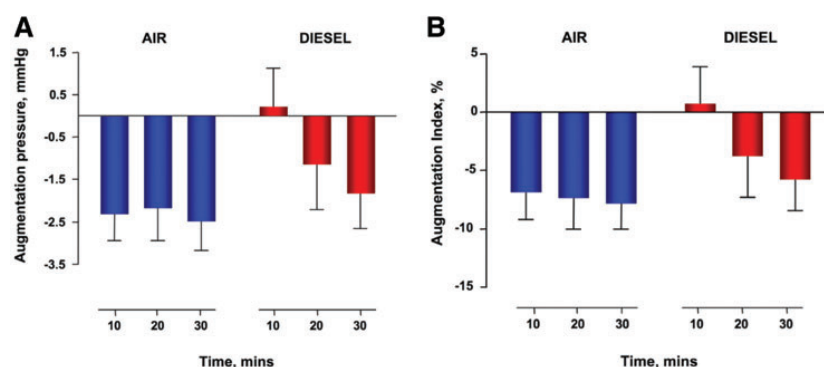 A
AIR DIESEL
Augmentation pressure, mmHg
1.5
0.5
-0.5
-1.5
-2.5
-3.5
10 20 30 10 20 30
Time, mins
B
AIR DIESEL
Augmentation Index, %
5
0
-5
-10
-15
10 20 30 10 20 30
Time, mins